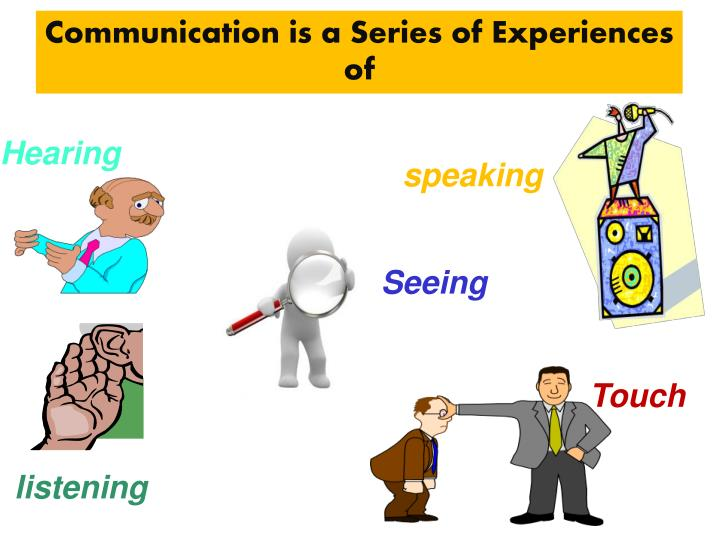 Communication is a Series of Experiences
of
Hearing
speaking
Seeing
Touch
listening